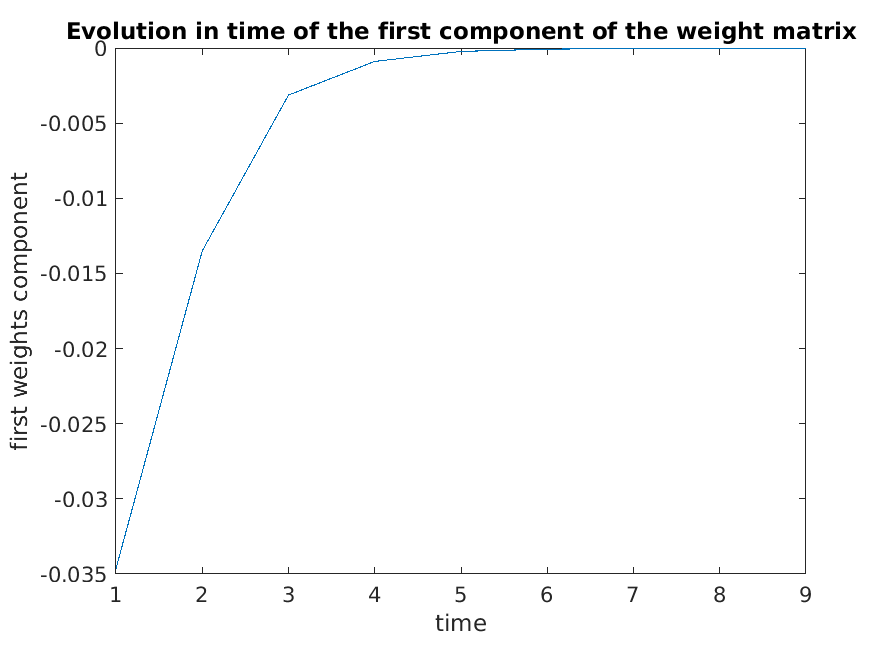 Evolution in time of the first component of the weight matrix
0
-0.005
-0.01
-0.015
-0.02
-0.025
-0.03
-0.035
first weights component
1 2 3 4 5 6 7 8 9
time